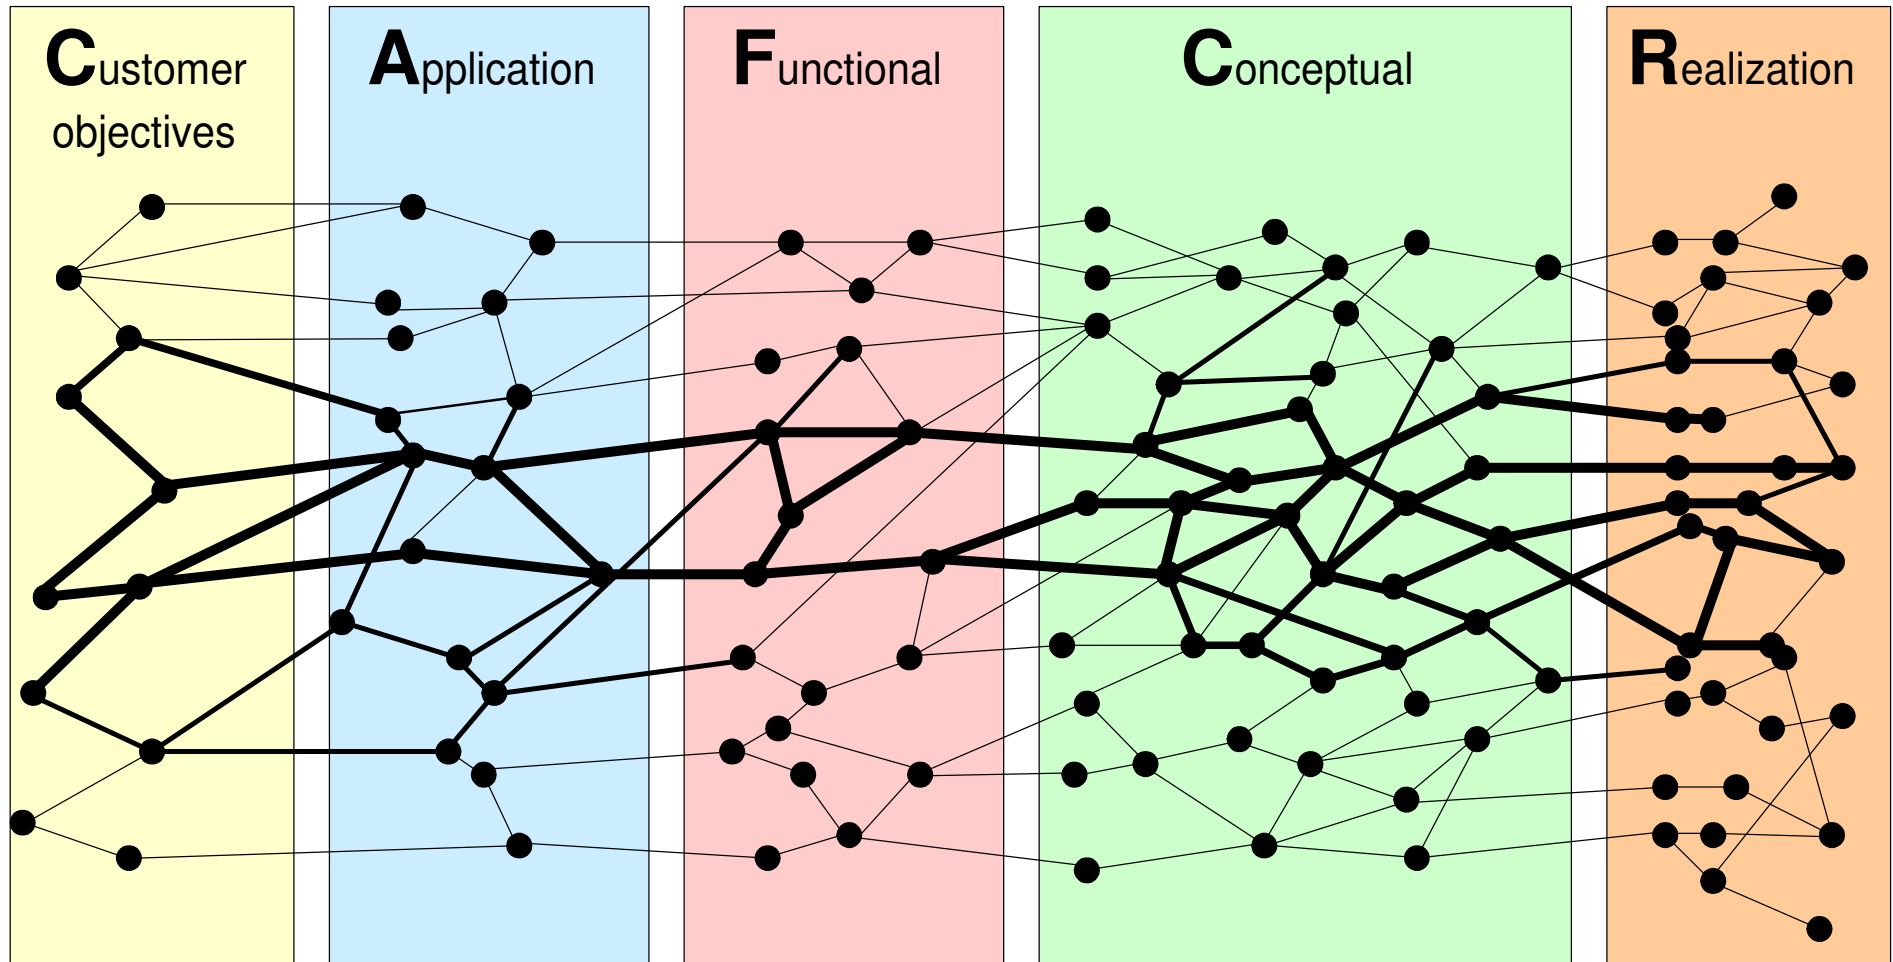 Customer
objectives
Application
Functional
Conceptual
Realization